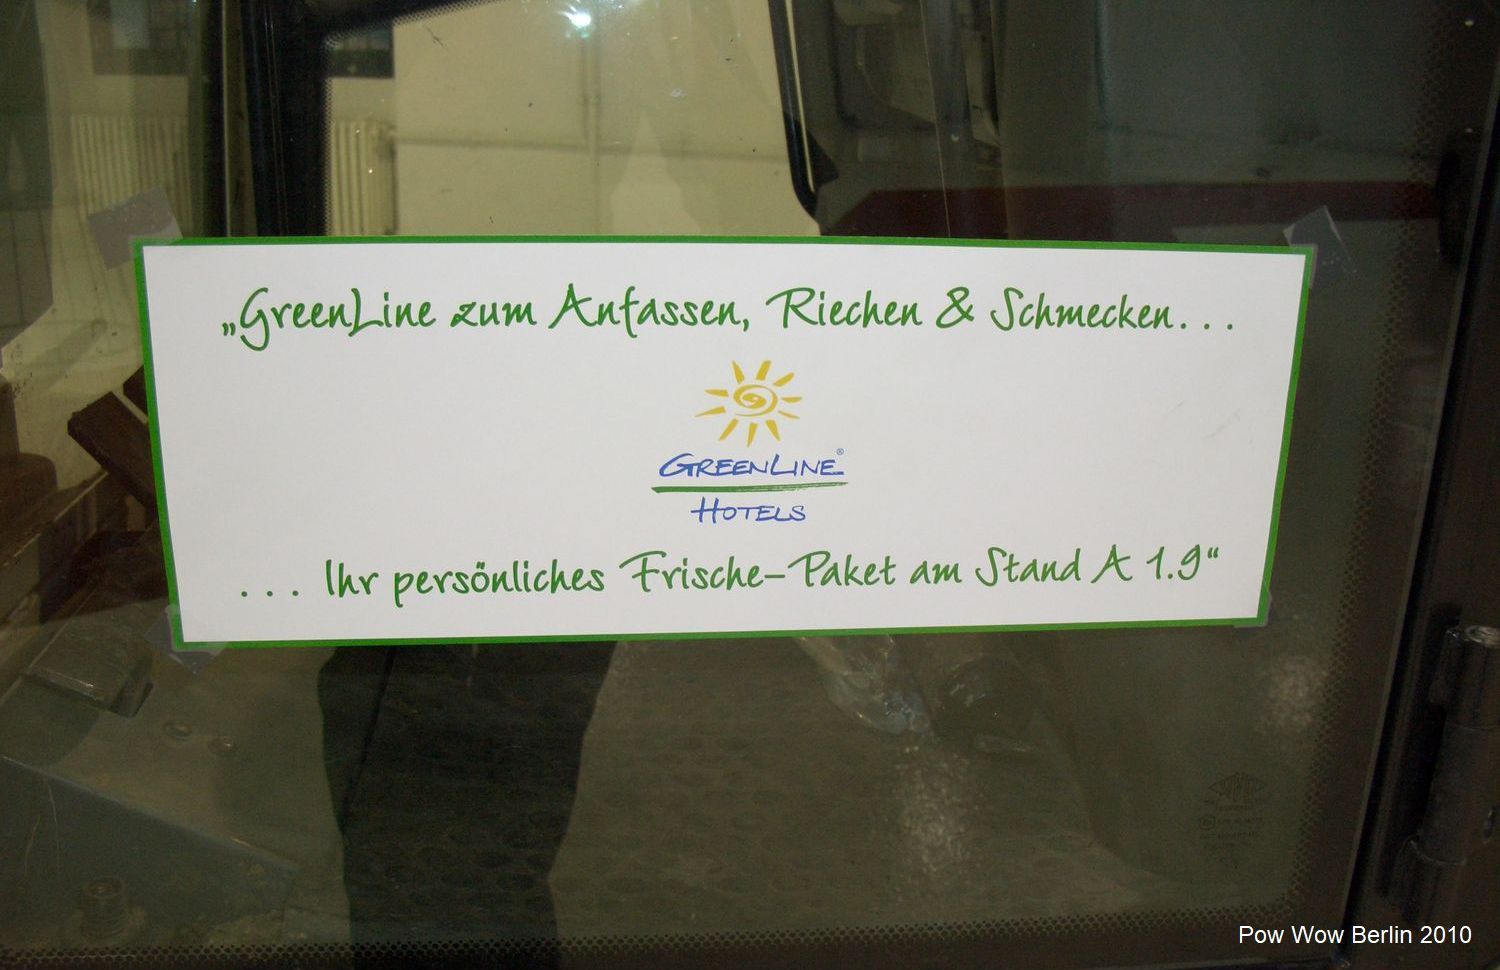 „GreenLine zum Anfassen, Riechen & Schmecken...
GREENLINE®
HOTELS
... Ihr persönliches Frische-Paket am Stand A 1.9“
Pow Wow Berlin 2010